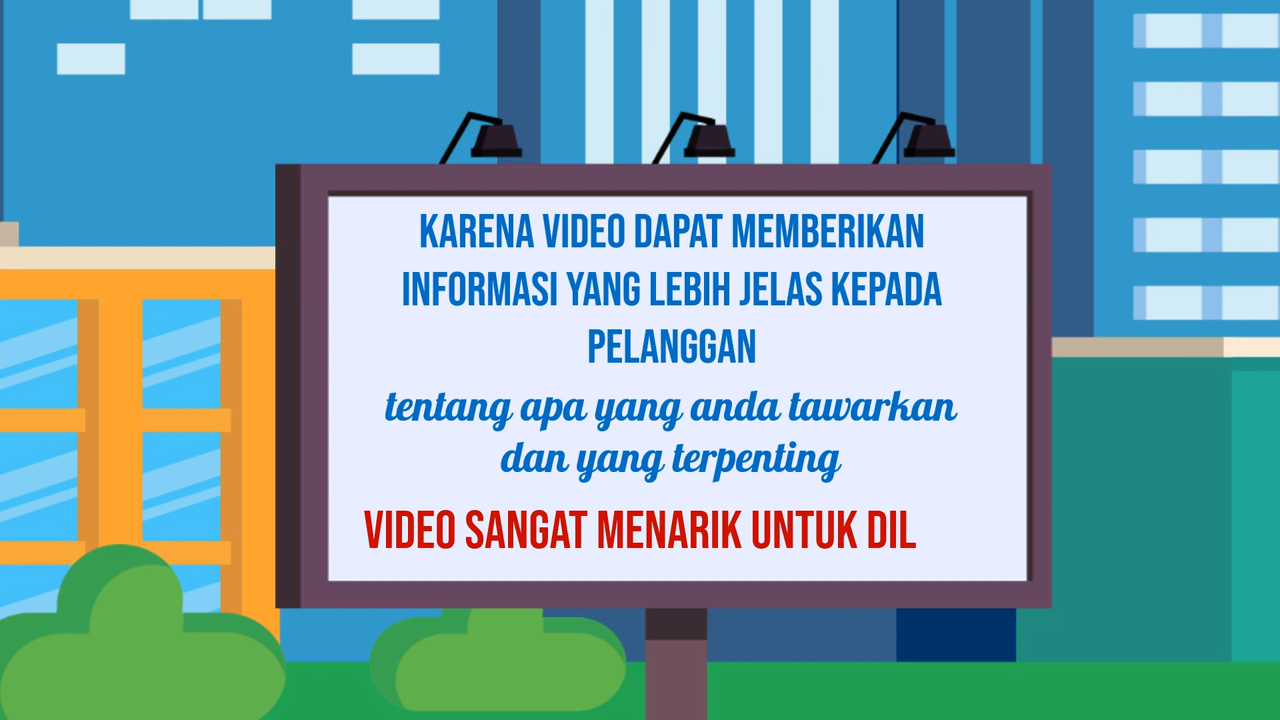 KARENA VIDEO DAPAT MEMBERIKAN
INFORMASI YANG LEBIH JELAS KEPADA
PELANGGAN
tentang apa yang anda tawarkan
dan yang terpenting
VIDEO SANGAT MENARIK UNTUK DIL